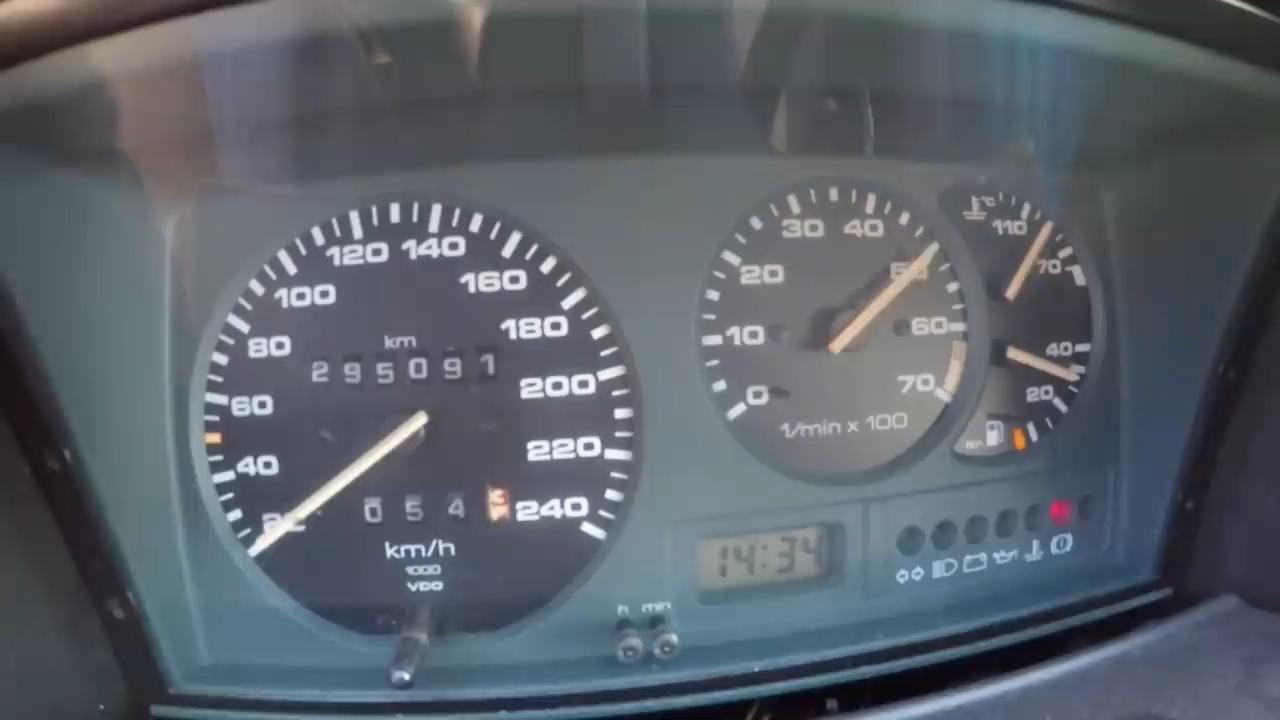 120 140
100 160
80 180
km
295091
60 200
40 220
20 240
0 5 4
km/h
1000
VDO
30 40
20 50
10 60
0 70
1/min x 100
°C
110
70
40
20
14:34
h min